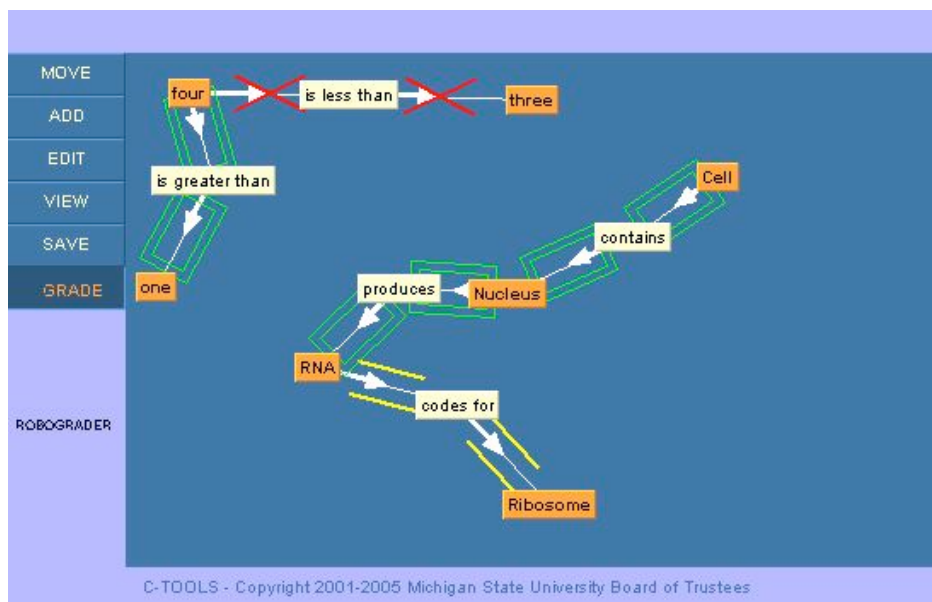 MOVE
ADD
EDIT
VIEW
SAVE
GRADE
ROBOGRADER
four
is less than
three
is greater than
one
Cell
contains
Nucleus
produces
RNA
codes for
Ribosome
C-TOOLS - Copyright 2001-2005 Michigan State University Board of Trustees